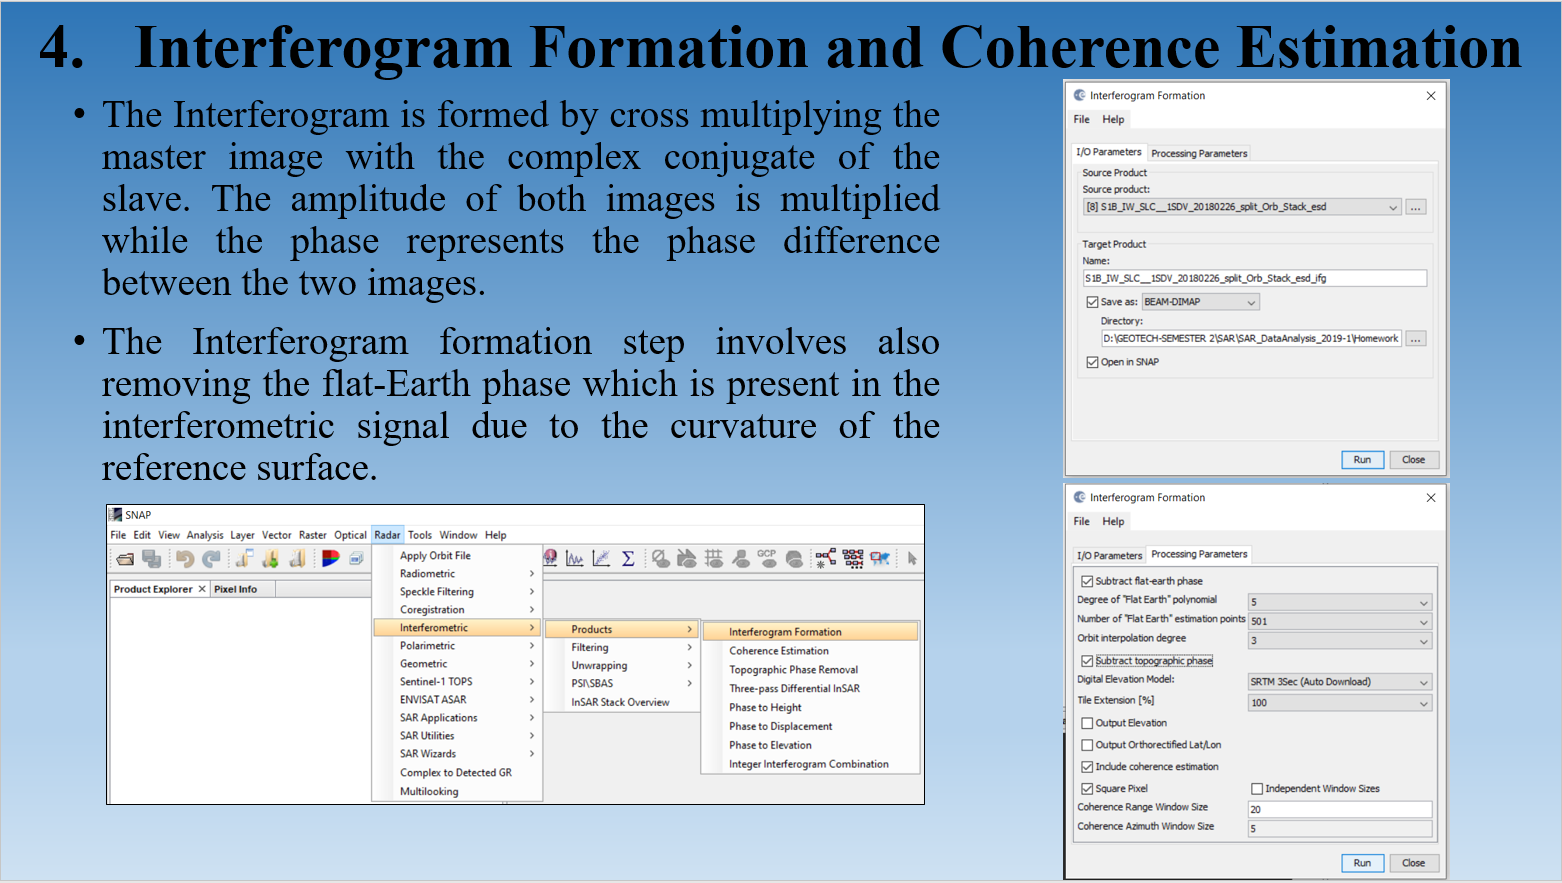 4. Interferogram Formation and Coherence Estimation
• The Interferogram is formed by cross multiplying the
master image with the complex conjugate of the
slave. The amplitude of both images is multiplied
while the phase represents the phase difference
between the two images.
• The Interferogram formation step involves also
removing the flat-Earth phase which is present in the
interferometric signal due to the curvature of the
reference surface.
SNAP
File Edit View Analysis Layer Vector Raster Optical Radar Tools Window Help
GCP
Product Explorer × Pixel Info
Apply Orbit File
Radiometric
Speckle Filtering
Coregistration
Interferometric
Polarimetric
Geometric
Sentinel-1 TOPS
ENVISAT ASAR
SAR Applications
SAR Utilities
SAR Wizards
Complex to Detected GR
Multilooking
Products
Filtering
Unwrapping
PSI\SBAS
InSAR Stack Overview
Interferogram Formation
Coherence Estimation
Topographic Phase Removal
Three-pass Differential InSAR
Phase to Height
Phase to Displacement
Phase to Elevation
Integer Interferogram Combination
Interferogram Formation
File Help
I/O Parameters Processing Parameters
Source Product
Source product:
[8] S1B_IW_SLC__1SDV_20180226_split_Orb_Stack_esd
...
Target Product
Name:
S1B_IW_SLC__1SDV_20180226_split_Orb_Stack_esd_ifg
Save as: BEAM-DIMAP
Directory:
D:\GEOTECH-SEMESTER 2\SAR\SAR_DataAnalysis_2019-1\Homework
...
Open in SNAP
Run Close
Interferogram Formation
File Help
I/O Parameters Processing Parameters
Subtract flat-earth phase
Degree of "Flat Earth" polynomial 5
Number of "Flat Earth" estimation points 501
Orbit interpolation degree 3
Subtract topographic phase
Digital Elevation Model: SRTM 3Sec (Auto Download)
Tile Extension [%] 100
Output Elevation
Output Orthorectified Lat/Lon
Include coherence estimation
Square Pixel Independent Window Sizes
Coherence Range Window Size 20
Coherence Azimuth Window Size 5
Run Close